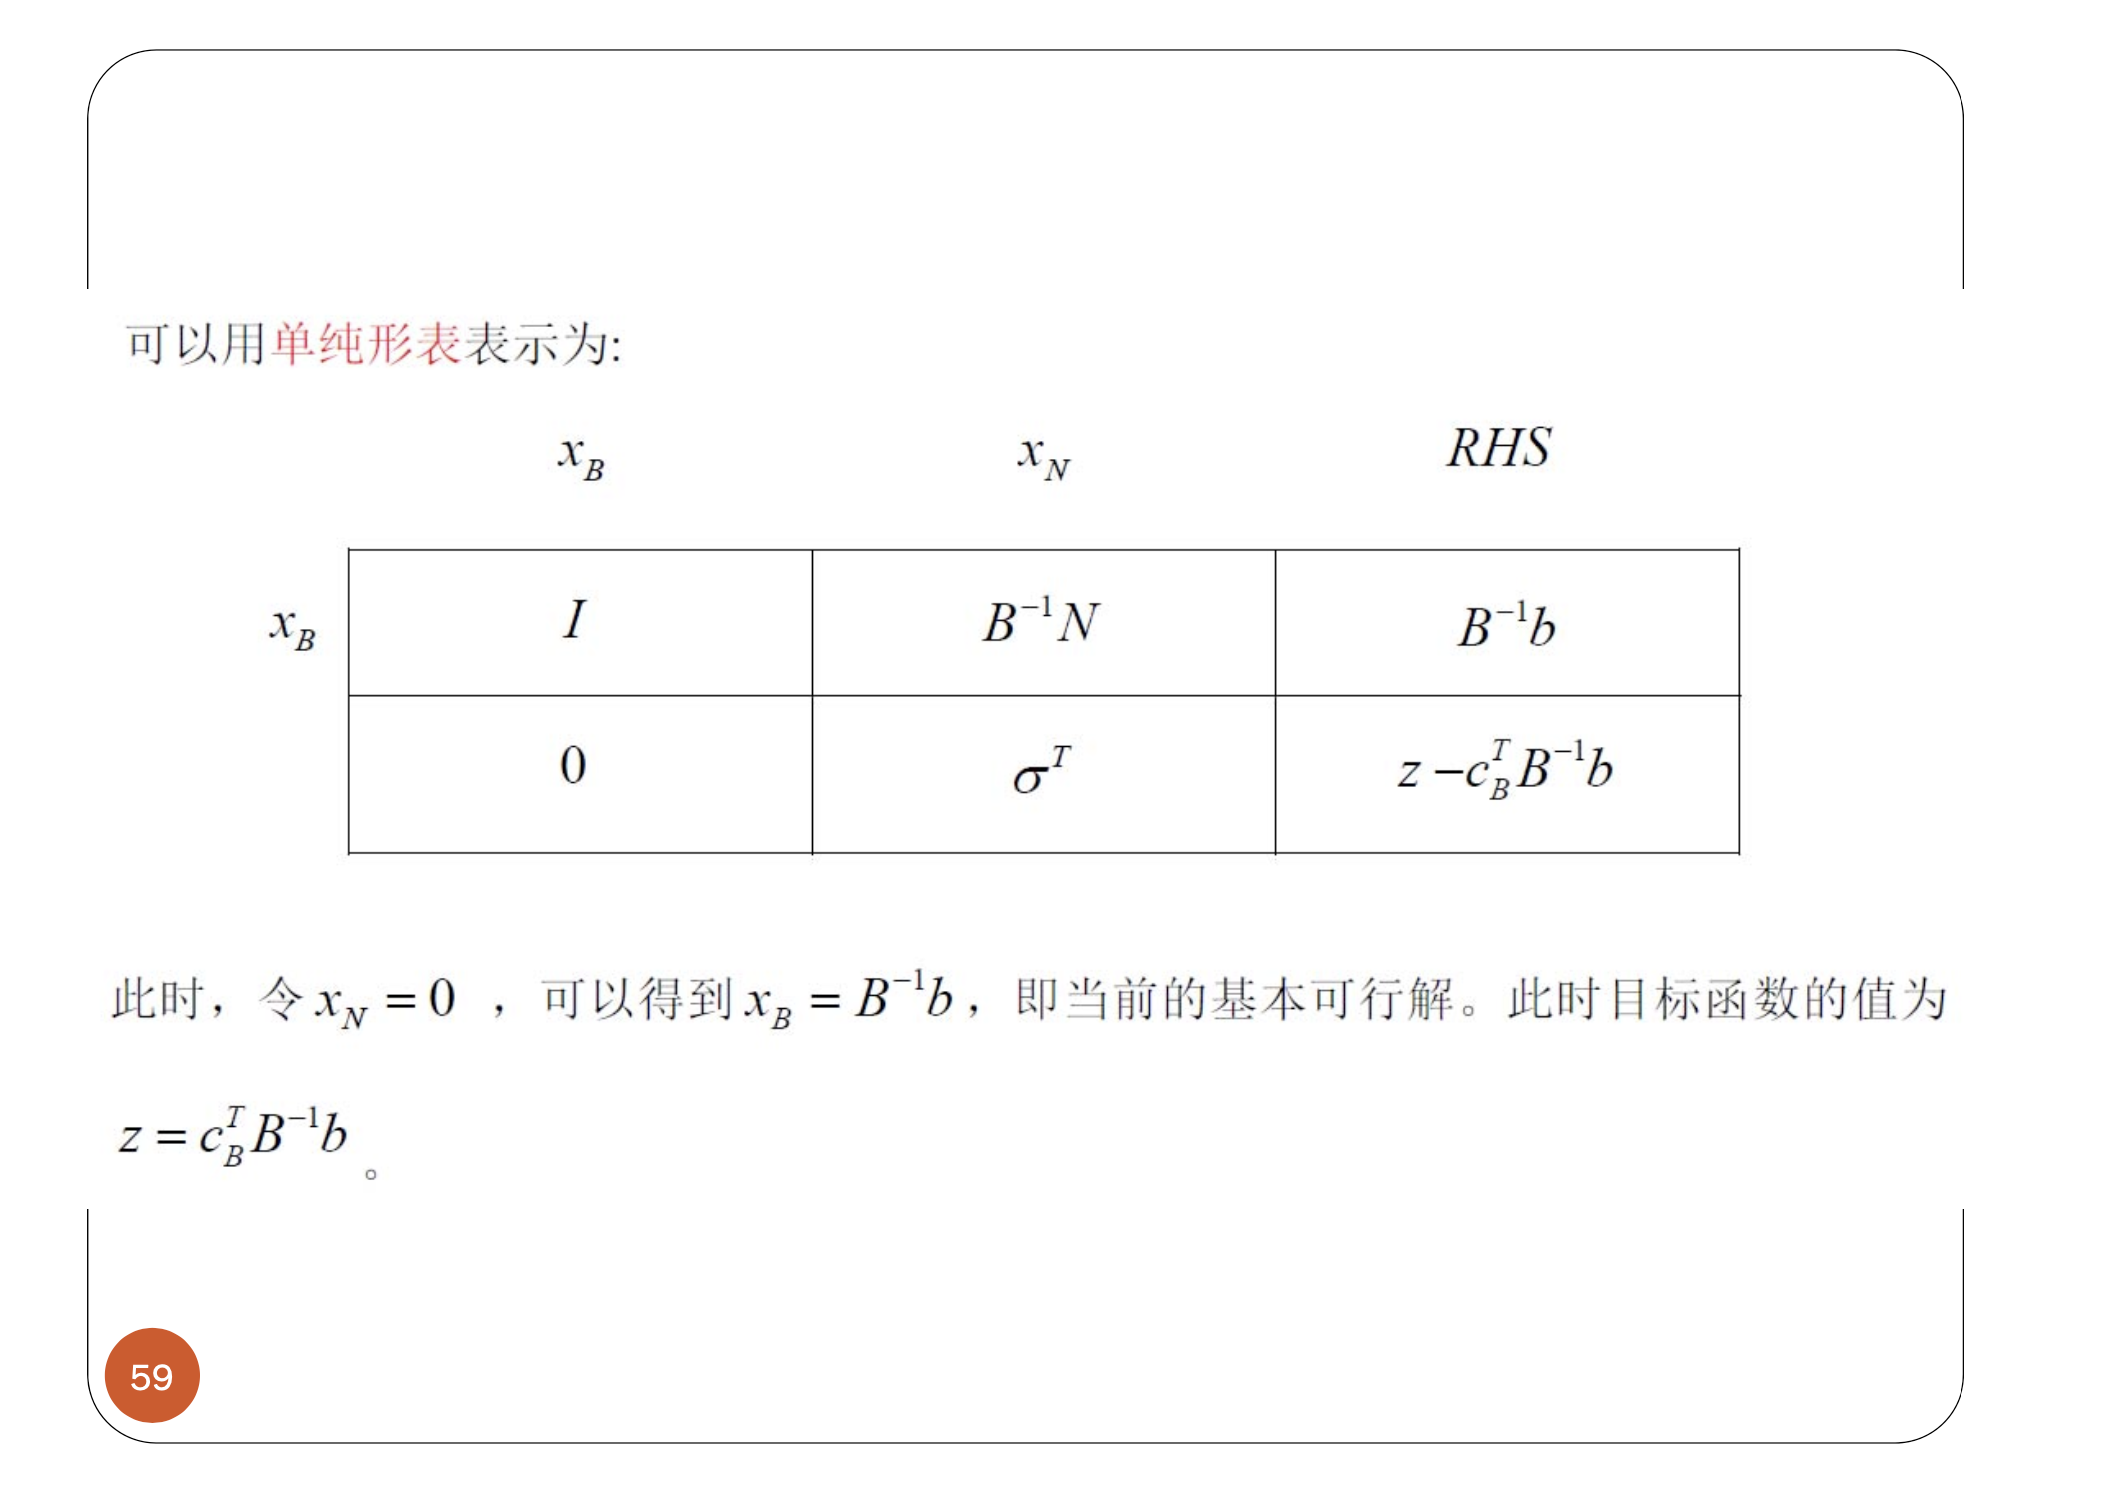 可以用单纯形表表示为:
x_B x_N RHS
x_B I B^{-1}N B^{-1}b
0 σ^T z-c_B^T B^{-1}b
此时，令 x_N = 0 ，可以得到 x_B = B^{-1}b，即当前的基本可行解。此时目标函数的值为
z = c_B^T B^{-1}b 。
59